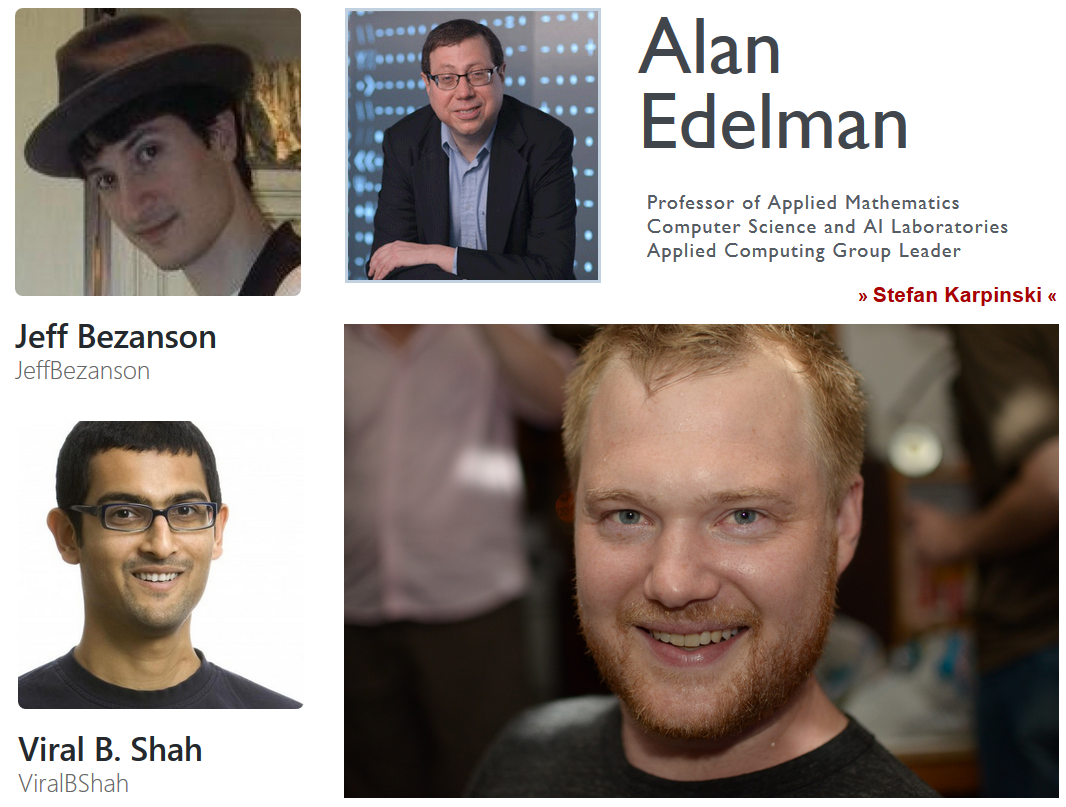 Alan
Edelman
Professor of Applied Mathematics
Computer Science and AI Laboratories
Applied Computing Group Leader
» Stefan Karpinski «
Jeff Bezanson
JeffBezanson
Viral B. Shah
ViralBShah